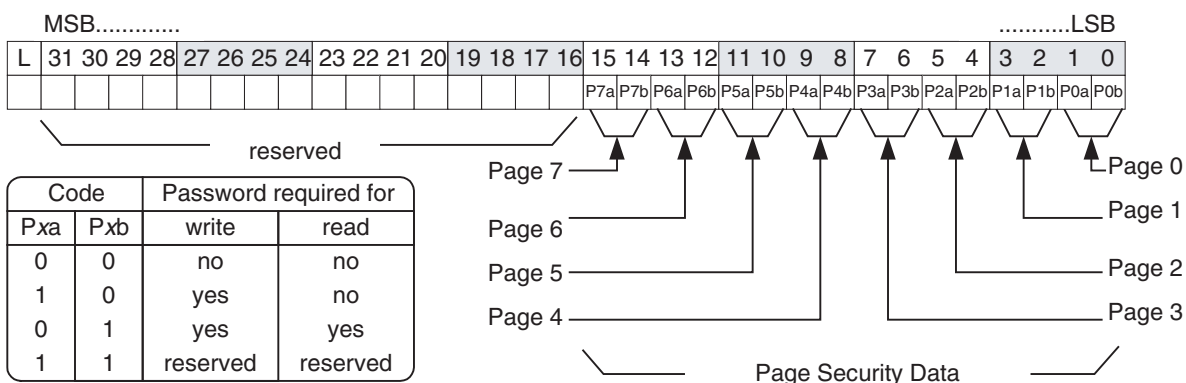 MSB.............
...........LSB
L 31 30 29 28 27 26 25 24 23 22 21 20 19 18 17 16 15 14 13 12 11 10 9 8 7 6 5 4 3 2 1 0
P7a P7b P6a P6b P5a P5b P4a P4b P3a P3b P2a P2b P1a P1b P0a P0b
reserved
Page 7
Page 0
Page 6
Page 1
Page 5
Page 2
Page 4
Page 3
Page Security Data
Code Password required for
Pxa Pxb write read
0 0 no no
1 0 yes no
0 1 yes yes
1 1 reserved reserved